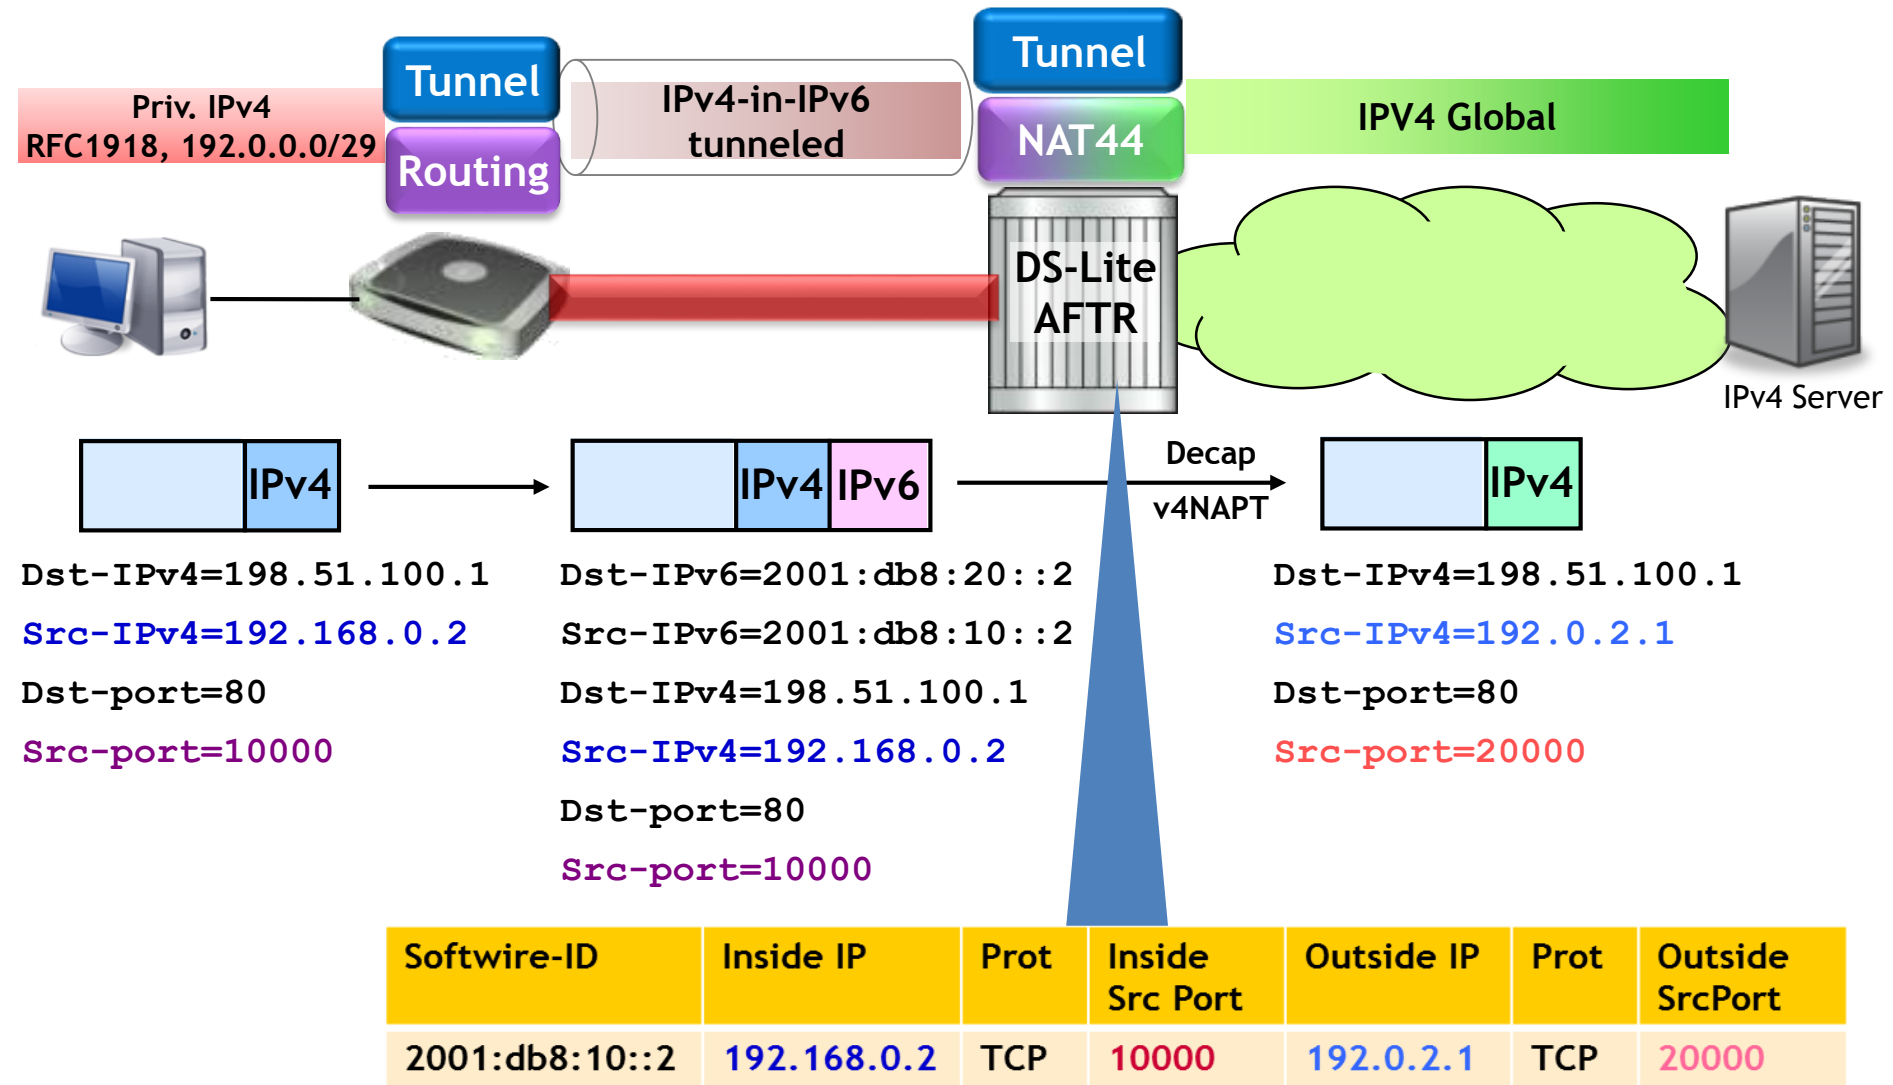 Priv. IPv4
RFC1918, 192.0.0.0/29
Tunnel
Routing
IPv4-in-IPv6
tunneled
Tunnel
NAT44
IPV4 Global
DS-Lite
AFTR
IPv4 Server
IPv4
IPv4 IPv6
Decap
v4NAPT
IPv4
Dst-IPv4=198.51.100.1
Src-IPv4=192.168.0.2
Dst-port=80
Src-port=10000
Dst-IPv6=2001:db8:20::2
Src-IPv6=2001:db8:10::2
Dst-IPv4=198.51.100.1
Src-IPv4=192.168.0.2
Dst-port=80
Src-port=10000
Dst-IPv4=198.51.100.1
Src-IPv4=192.0.2.1
Dst-port=80
Src-port=20000
Softwire-ID Inside IP Prot Inside Outside IP Prot Outside
Src Port SrcPort
2001:db8:10::2 192.168.0.2 TCP 10000 192.0.2.1 TCP 20000